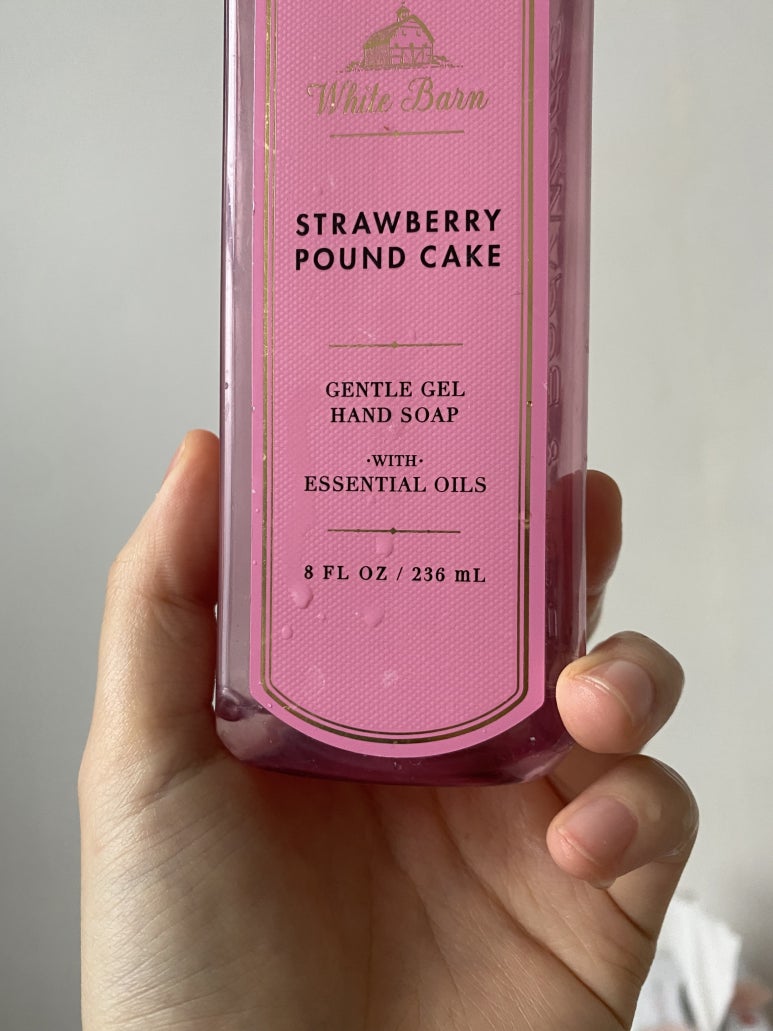 White Barn
STRAWBERRY
POUND CAKE
GENTLE GEL
HAND SOAP
·WITH·
ESSENTIAL OILS
8 FL OZ / 236 mL